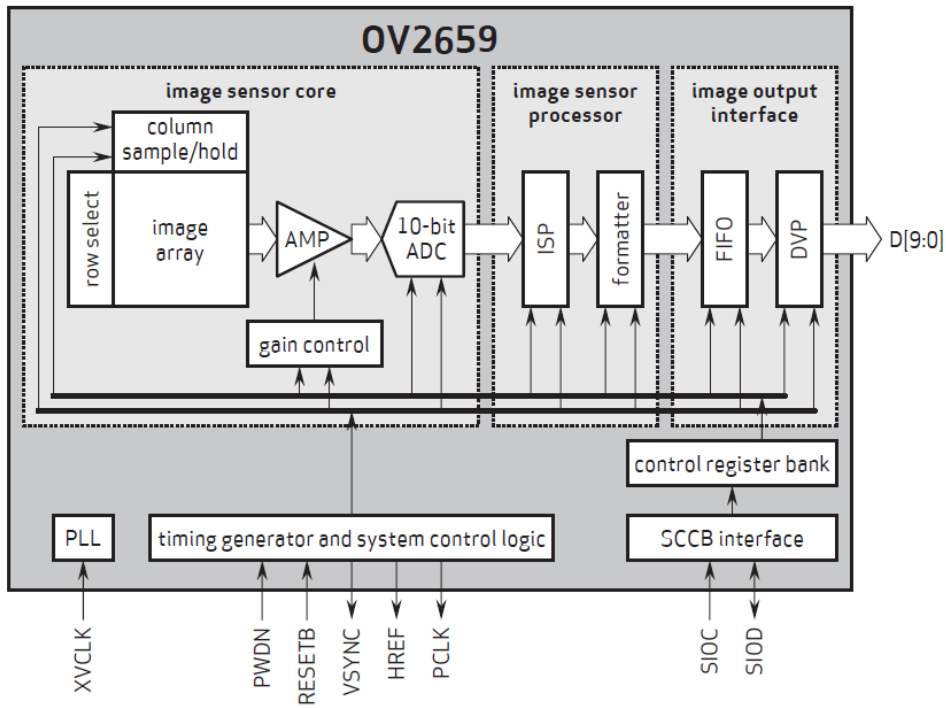 OV2659
image sensor core
image sensor
processor
image output
interface
column
sample/hold
row select
image
array
AMP
10-bit
ADC
gain control
ISP
formatter
FIFO
DVP
D[9:0]
control register bank
PLL
timing generator and system control logic
SCCB interface
XVCLK
PWDN
RESETB
VSYNC
HREF
PCLK
SIOC
SIOD